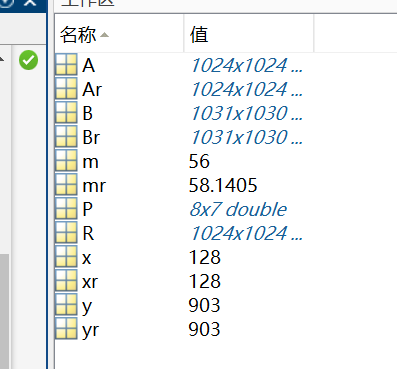 名称 值
A 1024x1024 ...
Ar 1024x1024 ...
B 1031x1030 ...
Br 1031x1030 ...
m 56
mr 58.1405
P 8x7 double
R 1024x1024 ...
x 128
xr 128
y 903
yr 903